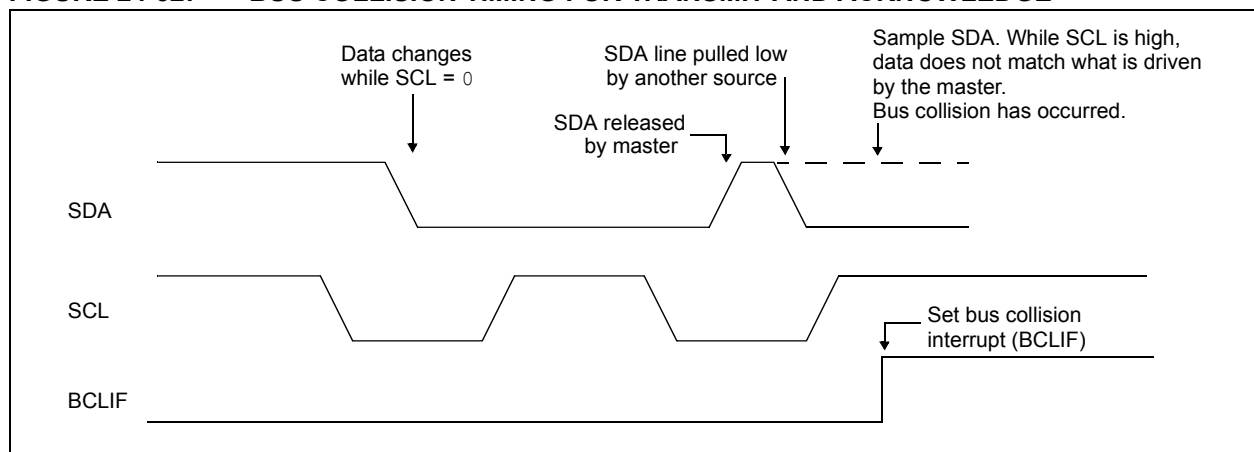 Data changes
while SCL = 0
SDA line pulled low
by another source
SDA released
by master
Sample SDA. While SCL is high,
data does not match what is driven
by the master.
Bus collision has occurred.
SDA
SCL
Set bus collision
interrupt (BCLIF)
BCLIF